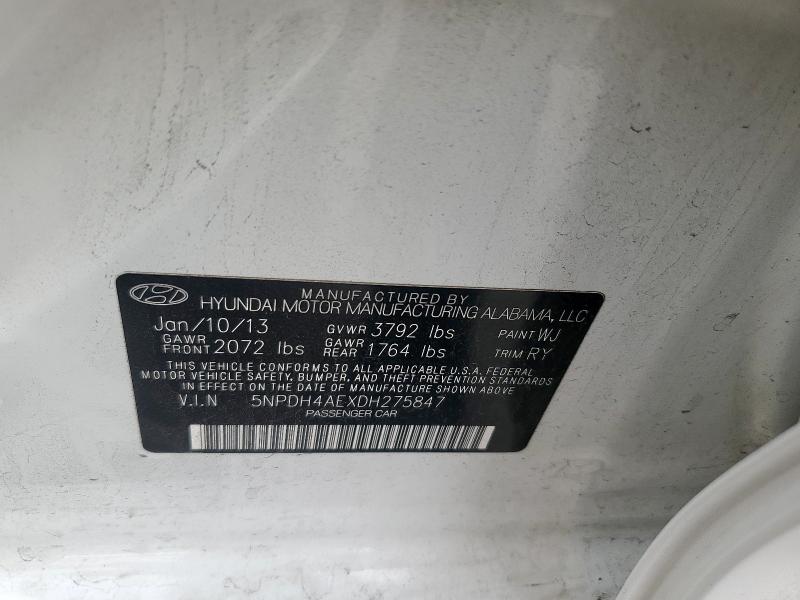 MANUFACTURED BY
HYUNDAI MOTOR MANUFACTURING ALABAMA, LLC
Jan/10/13 GVWR 3792 lbs PAINT WJ
GAWR FRONT 2072 lbs GAWR REAR 1764 lbs TRIM RY
THIS VEHICLE CONFORMS TO ALL APPLICABLE U.S.A. FEDERAL
MOTOR VEHICLE SAFETY, BUMPER, AND THEFT PREVENTION STANDARDS
IN EFFECT ON THE DATE OF MANUFACTURE SHOWN ABOVE
V.I.N 5NPDH4AEXDH275847
PASSENGER CAR